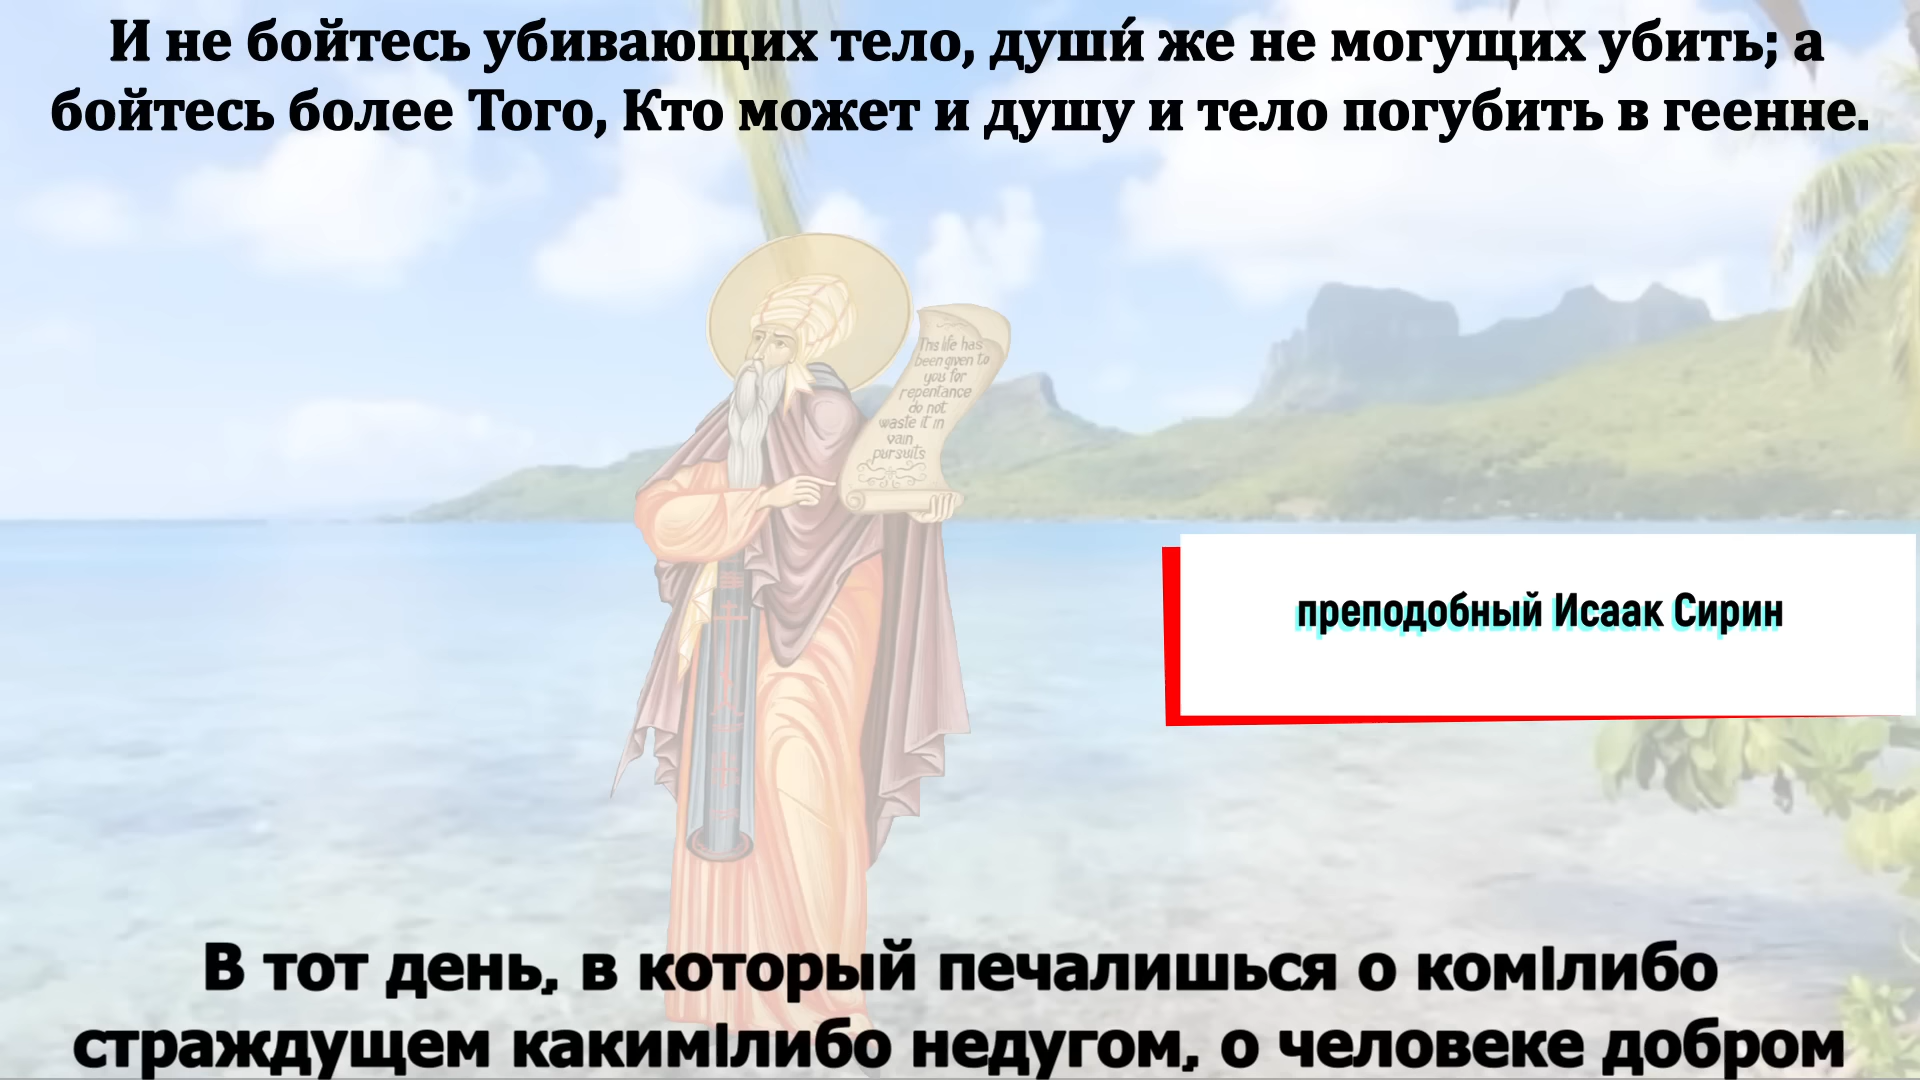 И не бойтесь убивающих тело, души́ же не могущих убить; а
бойтесь более Того, Кто может и душу и тело погубить в геенне.
This life has
been given to
you for
repentance
do not
waste it in
vain
pursuits
преподобный Исаак Сирин
В тот день, в который печалишься о комlлибо
страждущем какимlлибо недугом, о человеке добром